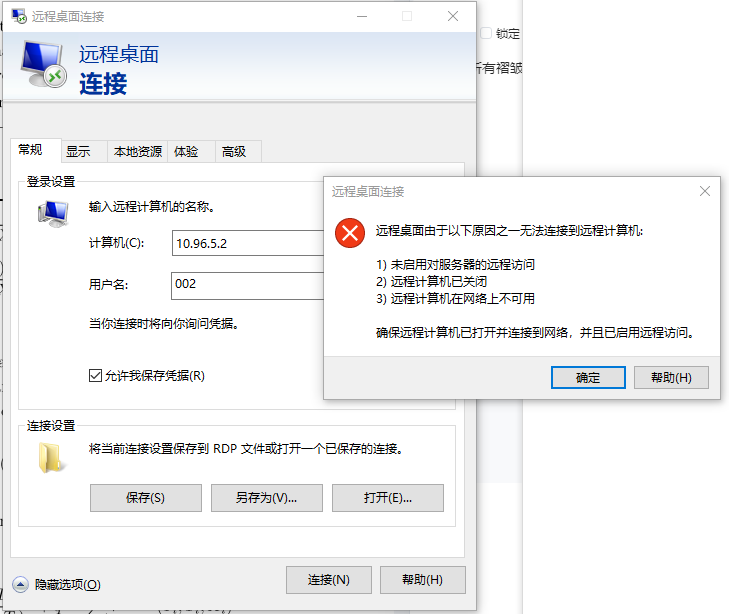 远程桌面连接
远程桌面
连接
常规
显示
本地资源
体验
高级
登录设置
输入远程计算机的名称。
计算机(C):
10.96.5.2
用户名:
002
当你连接时将向你询问凭据。
允许我保存凭据(R)
连接设置
将当前连接设置保存到 RDP 文件或打开一个已保存的连接。
保存(S)
另存为(V)...
打开(E)...
隐藏选项(O)
连接(N)
帮助(H)
锁定
所有褶皱
远程桌面连接
远程桌面由于以下原因之一无法连接到远程计算机:
1) 未启用对服务器的远程访问
2) 远程计算机已关闭
3) 远程计算机在网络上不可用
确保远程计算机已打开并连接到网络，并且已启用远程访问。
确定
帮助(H)